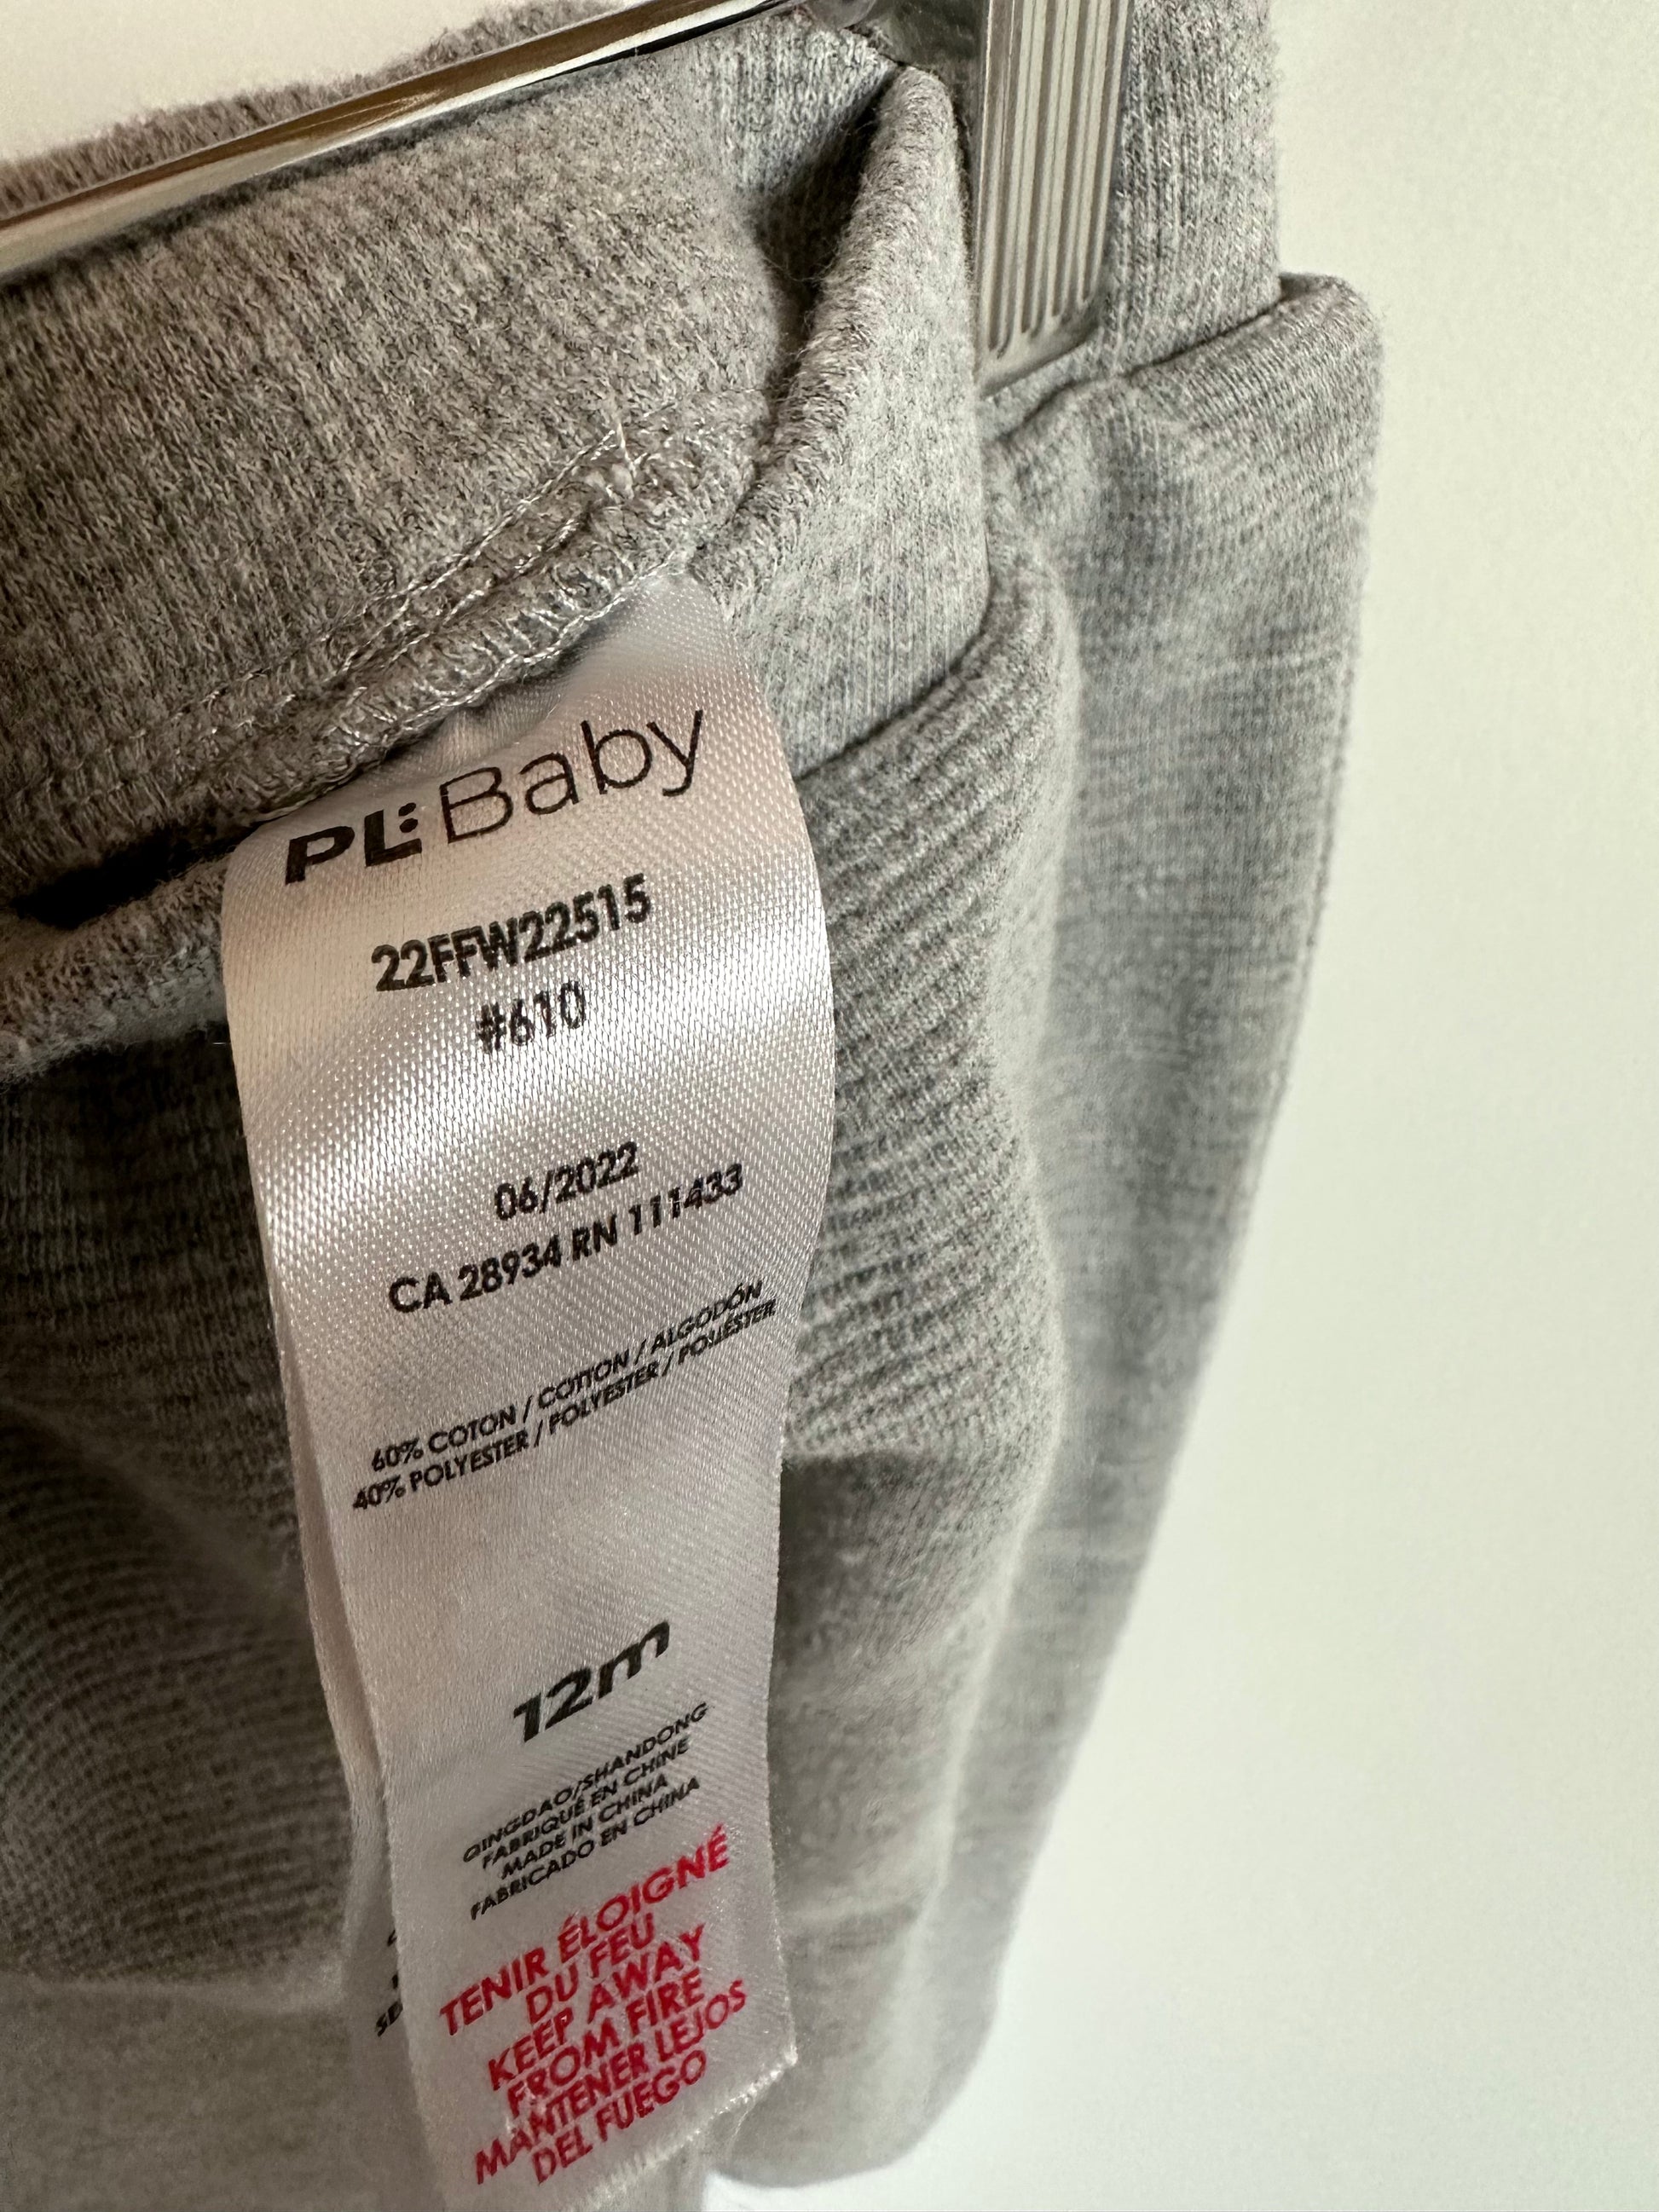 PL Baby
22FFW22515
#610
06/2022
CA 28934 RN 111433
60% COTON / COTTON / ALGODÓN
40% POLYESTER / POLYESTER / POLIÉSTER
12m
QINGDAO/SHANDONG
FABRIQUÉ EN CHINE
MADE IN CHINA
FABRICADO EN CHINA
TENIR ÉLOIGNÉ
DU FEU
KEEP AWAY
FROM FIRE
MANTENER LEJOS
DEL FUEGO